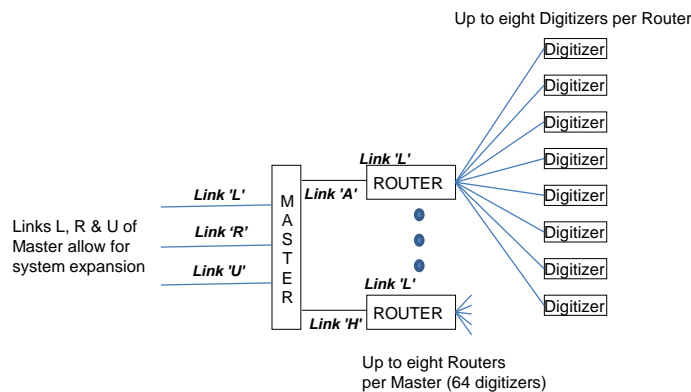 Up to eight Digitizers per Router
Digitizer
Digitizer
Digitizer
Digitizer
Digitizer
Digitizer
Digitizer
Digitizer
Link 'L'
ROUTER
Link 'A'
MASTER
Link 'L'
Link ‘R’
Link 'U'
Links L, R & U of
Master allow for
system expansion
Link 'L'
ROUTER
Link 'H'
Up to eight Routers
per Master (64 digitizers)